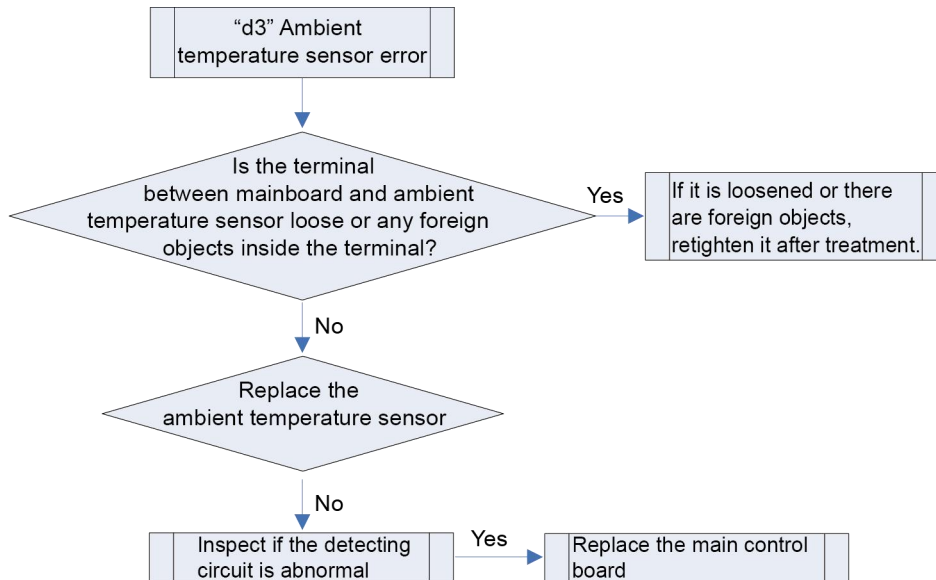 “d3” Ambient
temperature sensor error
Is the terminal
between mainboard and ambient
temperature sensor loose or any foreign
objects inside the terminal?
Yes
If it is loosened or there
are foreign objects,
retighten it after treatment.
No
Replace the
ambient temperature sensor
No
Inspect if the detecting
circuit is abnormal
Yes
Replace the main control
board